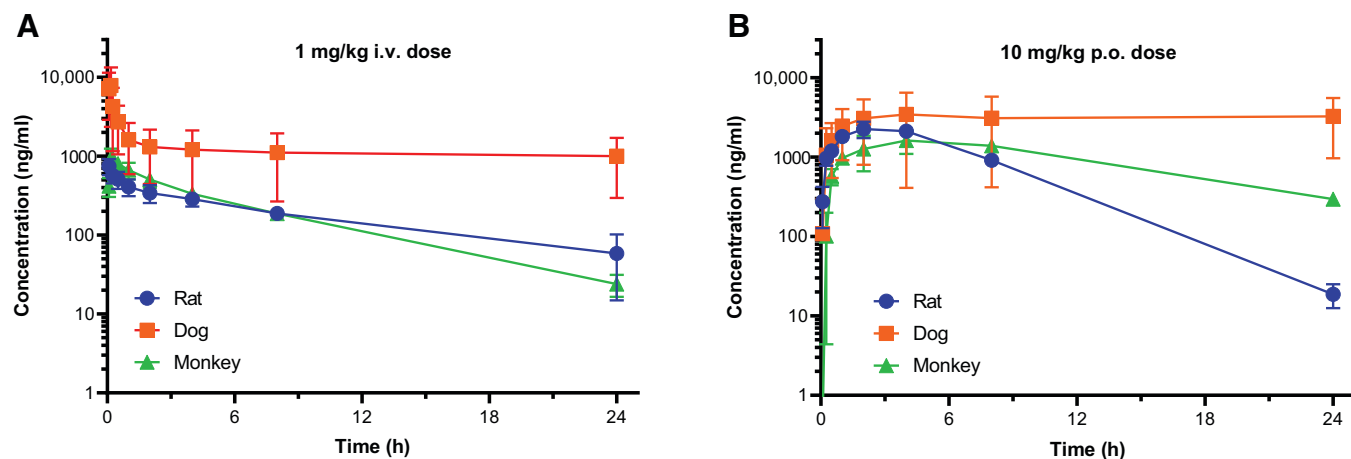 A
1 mg/kg i.v. dose
Concentration (ng/ml)
10,000
1000
100
10
1
Rat
Dog
Monkey
0 6 12 18 24
Time (h)
B
10 mg/kg p.o. dose
Concentration (ng/ml)
10,000
1000
100
10
1
Rat
Dog
Monkey
0 6 12 18 24
Time (h)